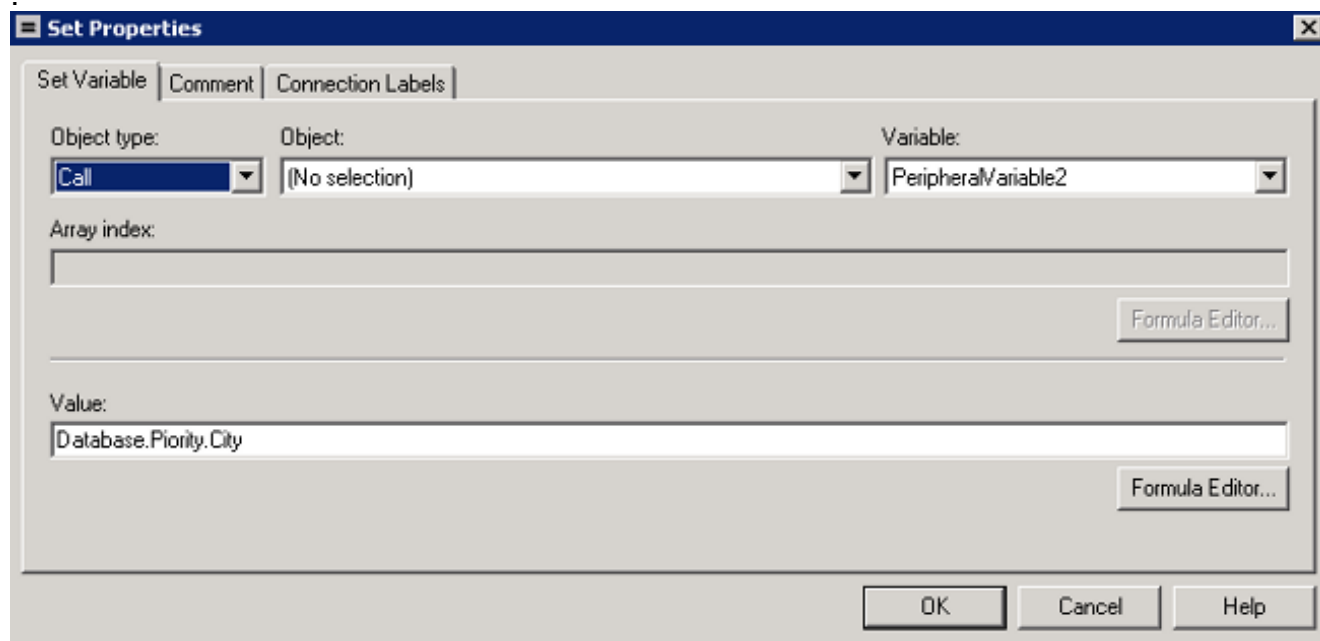 Set Properties
Set Variable Comment Connection Labels
Object type: Object: Variable:
Call (No selection) PeripheralVariable2
Array index:
Formula Editor...
Value:
Database.Piority.City
Formula Editor...
OK Cancel Help